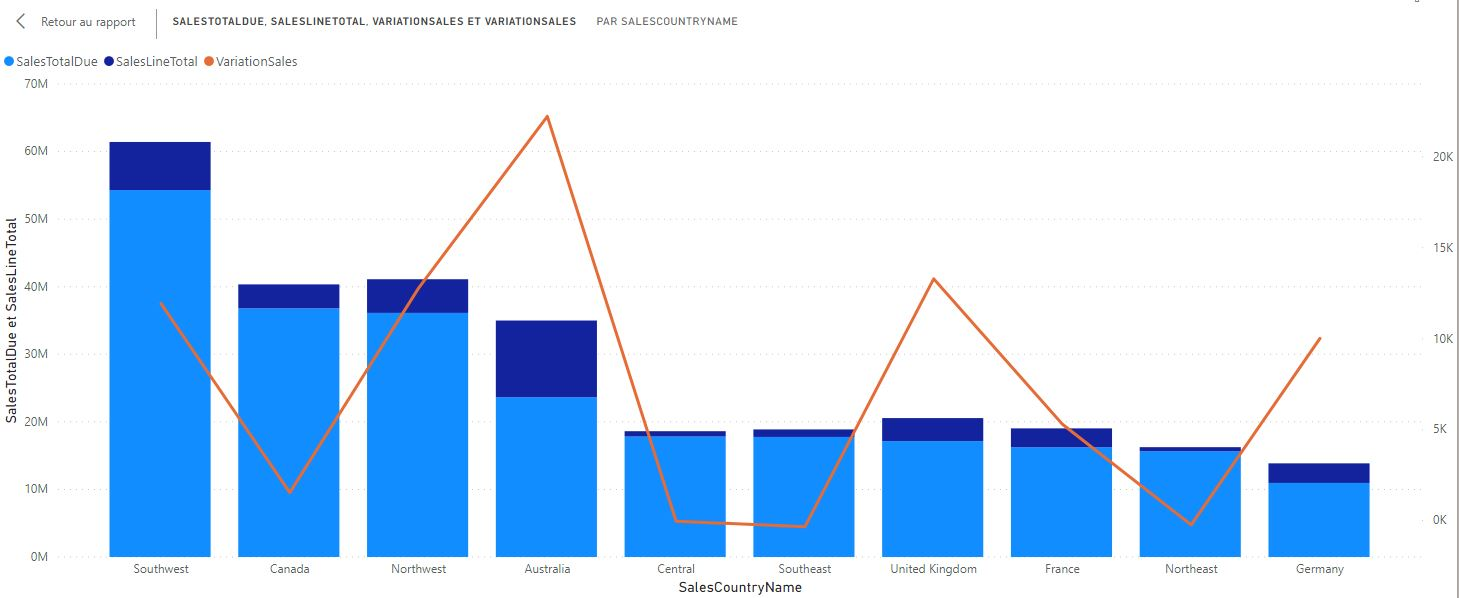 Retour au rapport SALESTOTALDUE, SALESLINETOTAL, VARIATIONSALES ET VARIATIONSALES PAR SALESCOUNTRYNAME
SalesTotalDue SalesLineTotal VariationSales
70M
60M
50M
40M
30M
20M
10M
0M
SalesTotalDue et SalesLineTotal
20K
15K
10K
5K
0K
Southwest Canada Northwest Australia Central Southeast United Kingdom France Northeast Germany
SalesCountryName